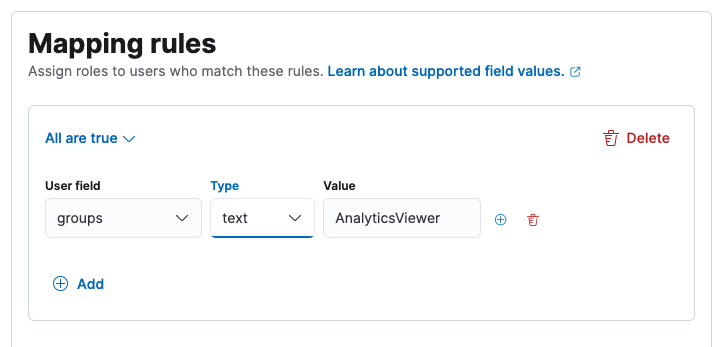 Mapping rules
Assign roles to users who match these rules. Learn about supported field values.
All are true
Delete
User field Type Value
groups text AnalyticsViewer
Add